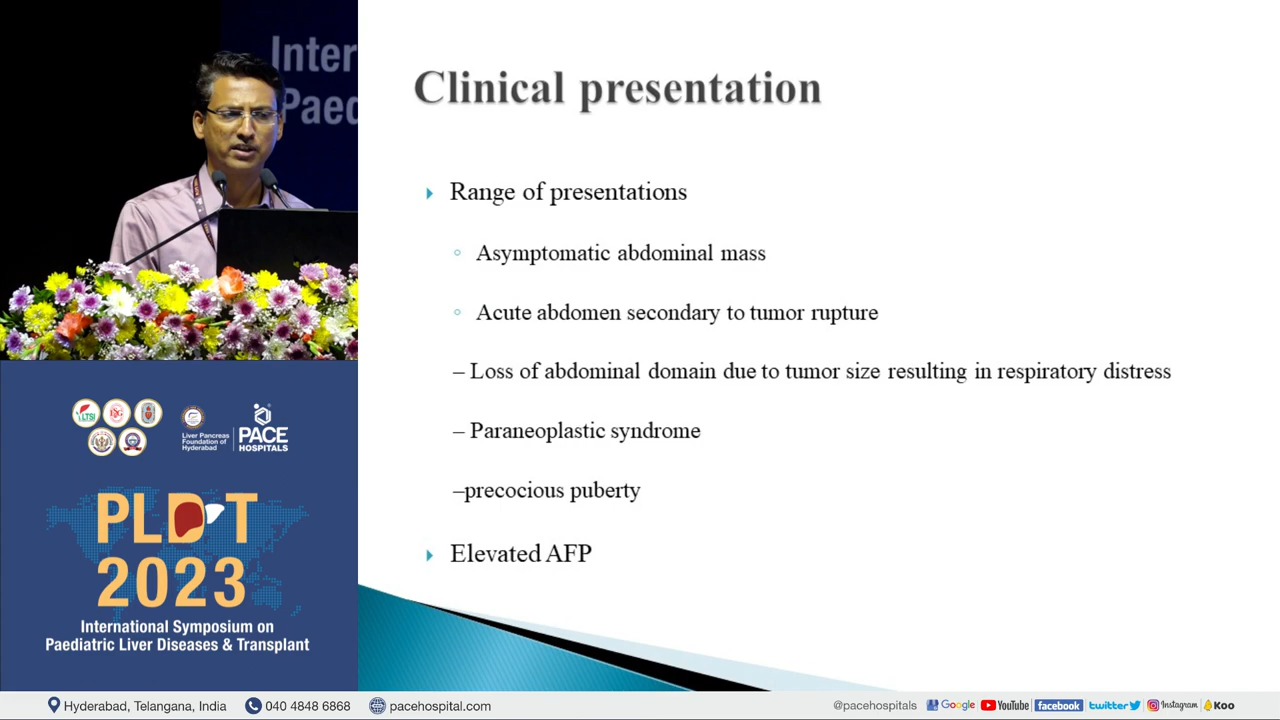 Inter
Paed
Clinical presentation
Range of presentations
Asymptomatic abdominal mass
Acute abdomen secondary to tumor rupture
– Loss of abdominal domain due to tumor size resulting in respiratory distress
– Paraneoplastic syndrome
–precocious puberty
Elevated AFP
LTSI
Liver Pancreas
Foundation of
Hyderabad
PACE
HOSPITALS
PLDT
2023
International Symposium on
Paediatric Liver Diseases & Transplant
Hyderabad, Telangana, India
040 4848 6868
pacehospital.com
@pacehospitals
Google
YouTube
facebook
twitter
Instagram
Koo